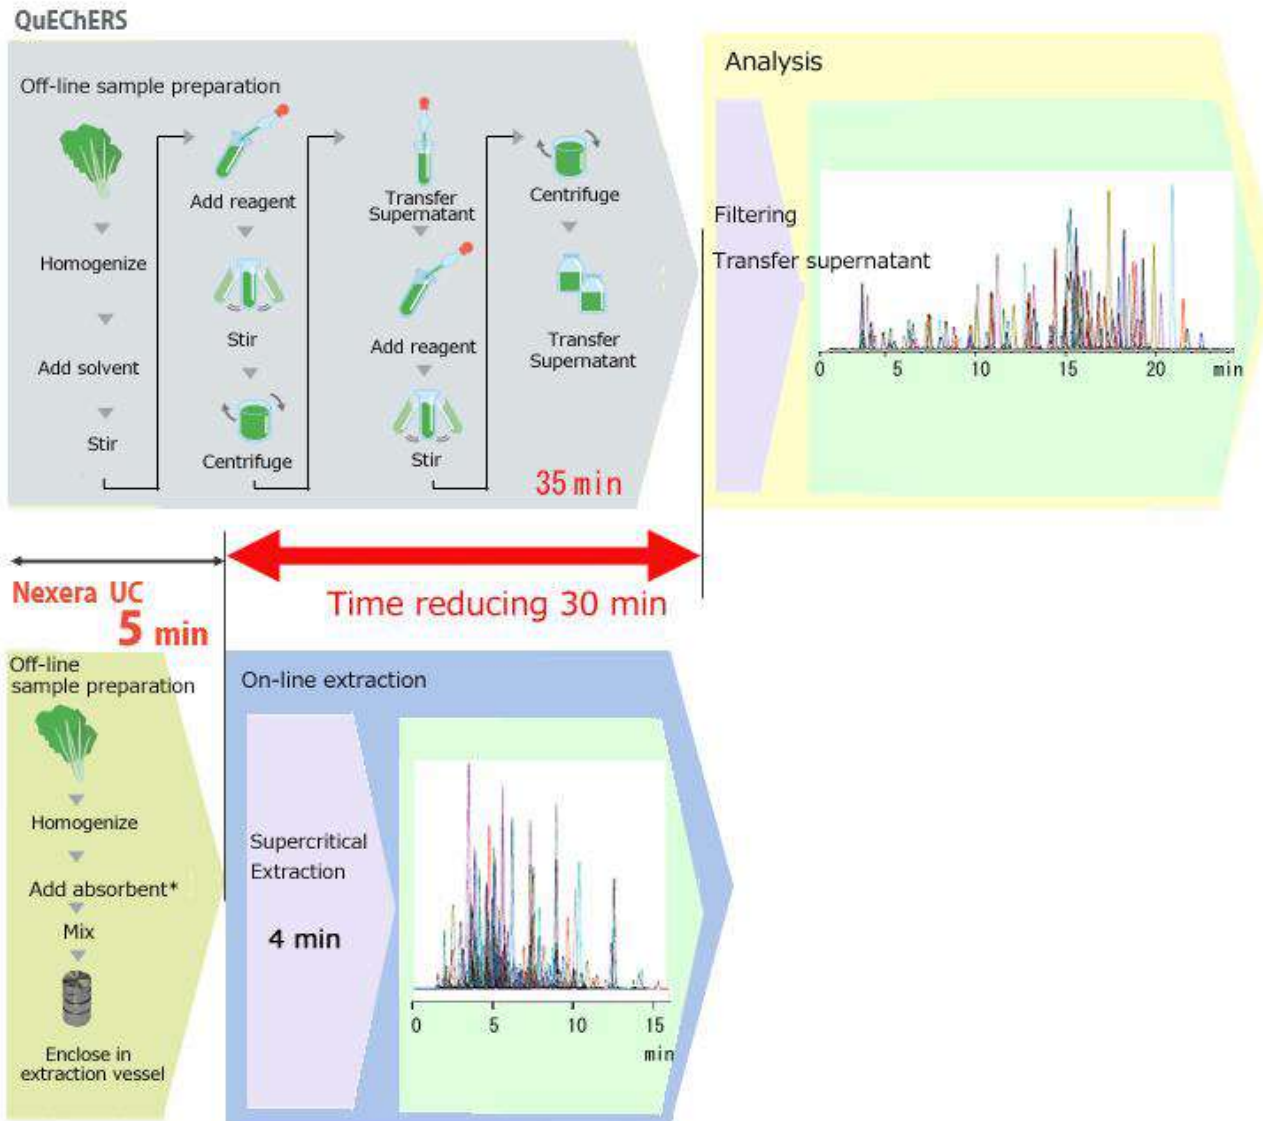 QuEChERS
Off-line sample preparation
Homogenize
Add solvent
Stir
Add reagent
Stir
Centrifuge
Transfer
Supernatant
Add reagent
Stir
Centrifuge
Transfer
Supernatant
35 min
Analysis
Filtering
Transfer supernatant
0 5 10 15 20 min
Time reducing 30 min
Nexera UC
5 min
Off-line
sample preparation
Homogenize
Add absorbent*
Mix
Enclose in
extraction vessel
On-line extraction
Supercritical
Extraction
4 min
0 5 10 15
min